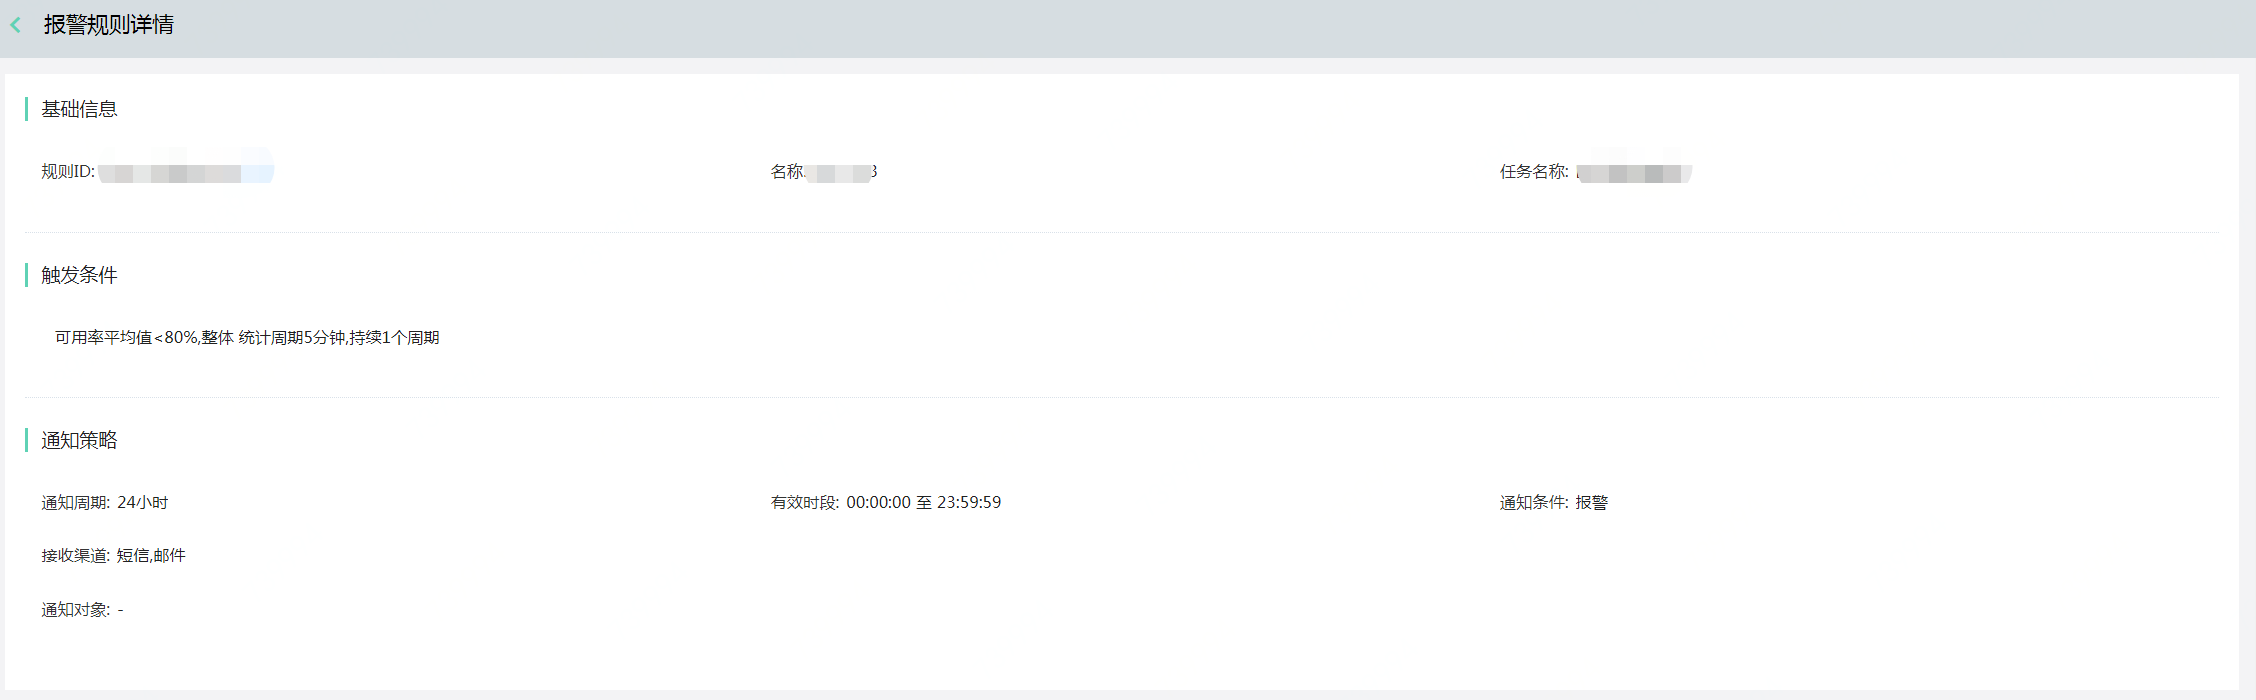 报警规则详情
基础信息
规则ID:
名称
任务名称:
触发条件
可用率平均值<80%,整体 统计周期5分钟,持续1个周期
通知策略
通知周期: 24小时
有效时段: 00:00:00 至 23:59:59
通知条件: 报警
接收渠道: 短信,邮件
通知对象: -